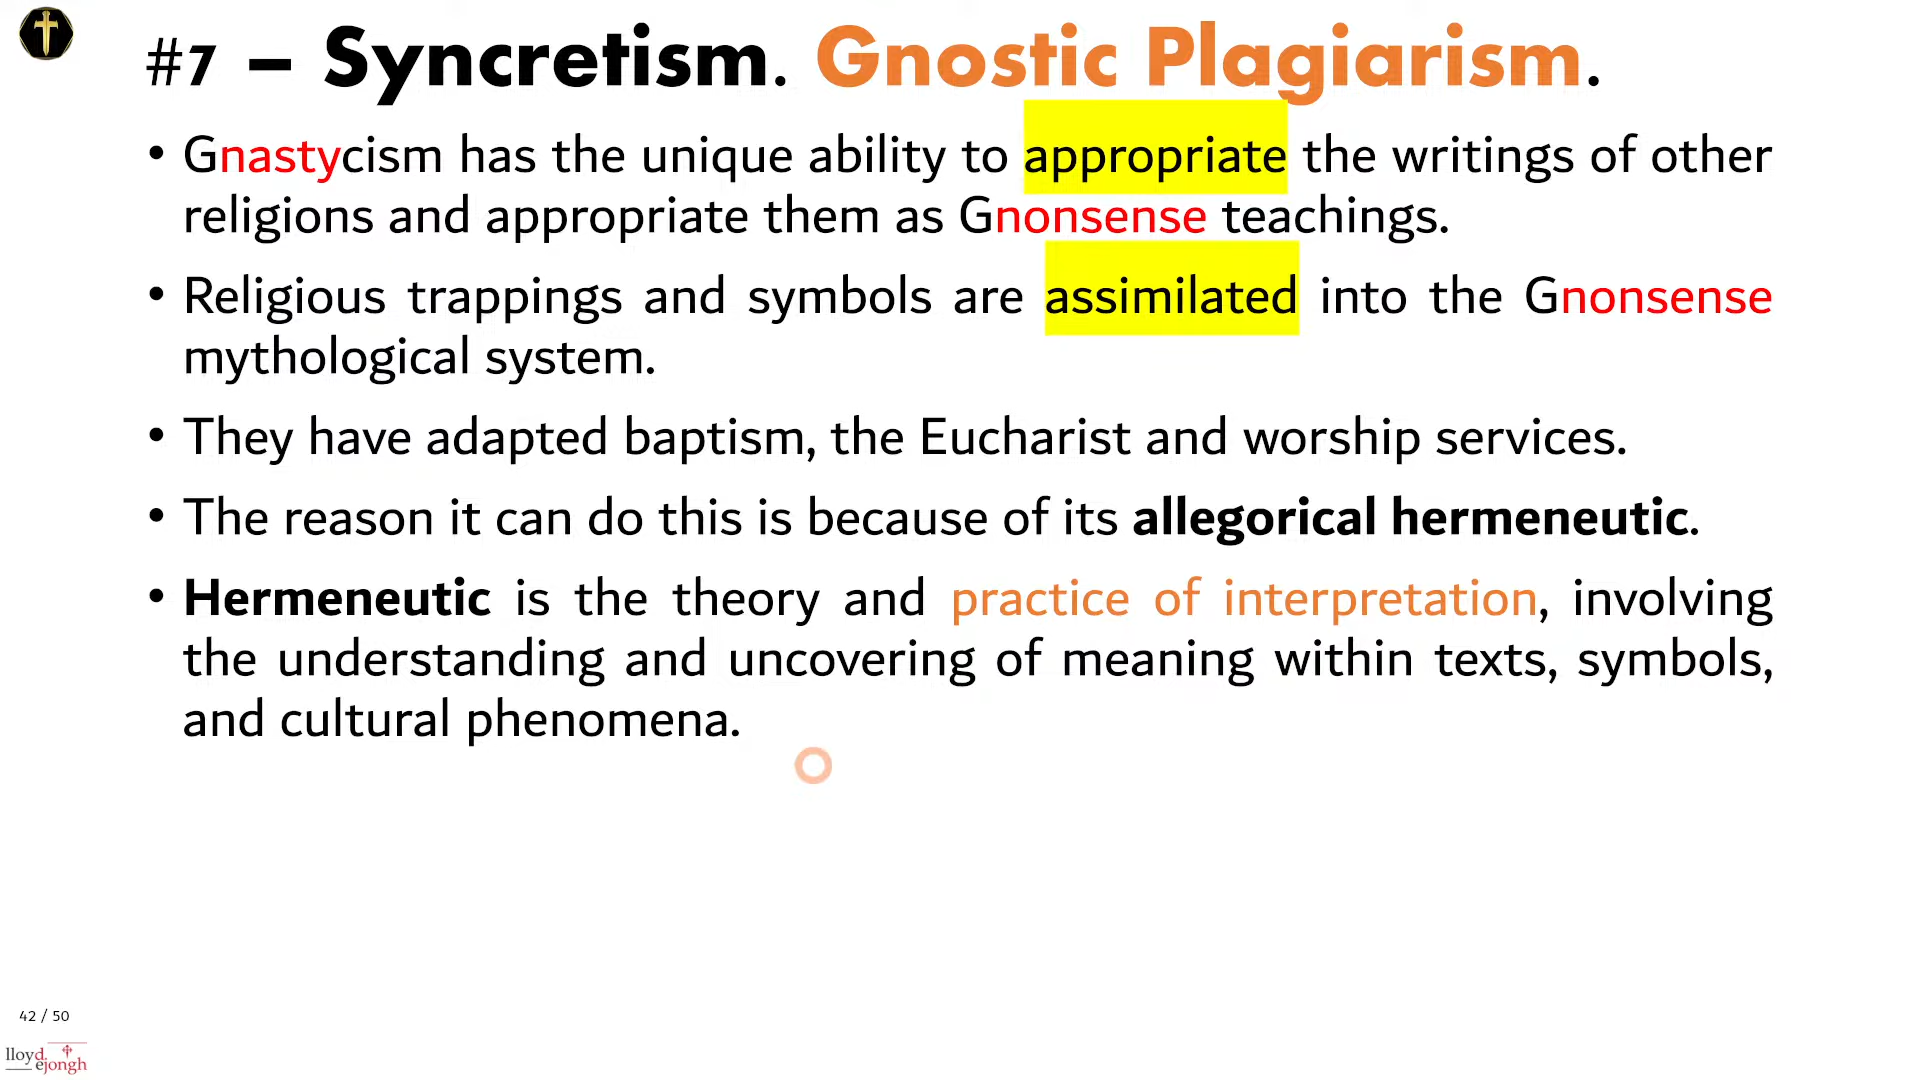 #7 – Syncretism. Gnostic Plagiarism.
• Gnastycism has the unique ability to appropriate the writings of other
religions and appropriate them as Gnonsense teachings.
• Religious trappings and symbols are assimilated into the Gnonsense
mythological system.
• They have adapted baptism, the Eucharist and worship services.
• The reason it can do this is because of its allegorical hermeneutic.
• Hermeneutic is the theory and practice of interpretation, involving
the understanding and uncovering of meaning within texts, symbols,
and cultural phenomena.
42 / 50
lloyd
ejongh